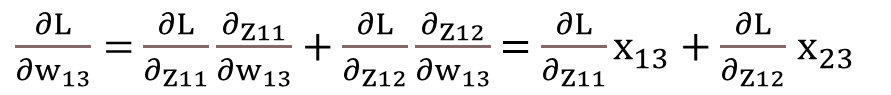 ∂L/∂w₁₃ = ∂L/∂z₁₁ ∂z₁₁/∂w₁₃ + ∂L/∂z₁₂ ∂z₁₂/∂w₁₃ = ∂L/∂z₁₁ x₁₃ + ∂L/∂z₁₂ x₂₃